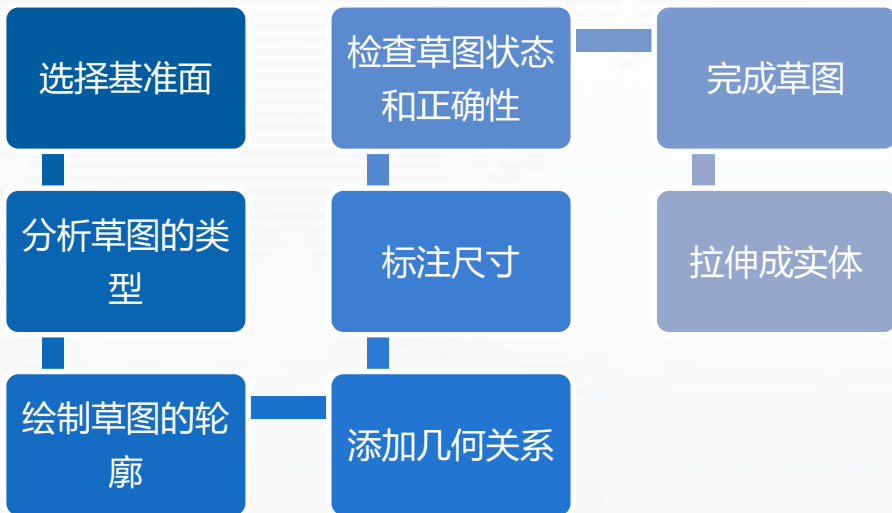 选择基准面
分析草图的类
型
绘制草图的轮
廓
添加几何关系
标注尺寸
检查草图状态
和正确性
完成草图
拉伸成实体